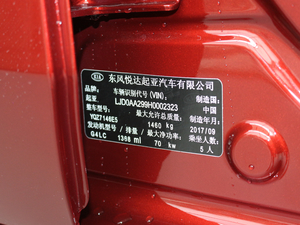 KIA 东风悦达起亚汽车有限公司
品牌: 车辆识别代号(VIN): 制造国:
起亚 LJD0AA299H0002323 中国
整车型号: 最大允许总质量: 制造年月:
YQZ7146E5 1460 kg 2017/09
发动机型号 排量 最大净功率 乘坐人数:
G4LC 1368 ml 70 kw 5人